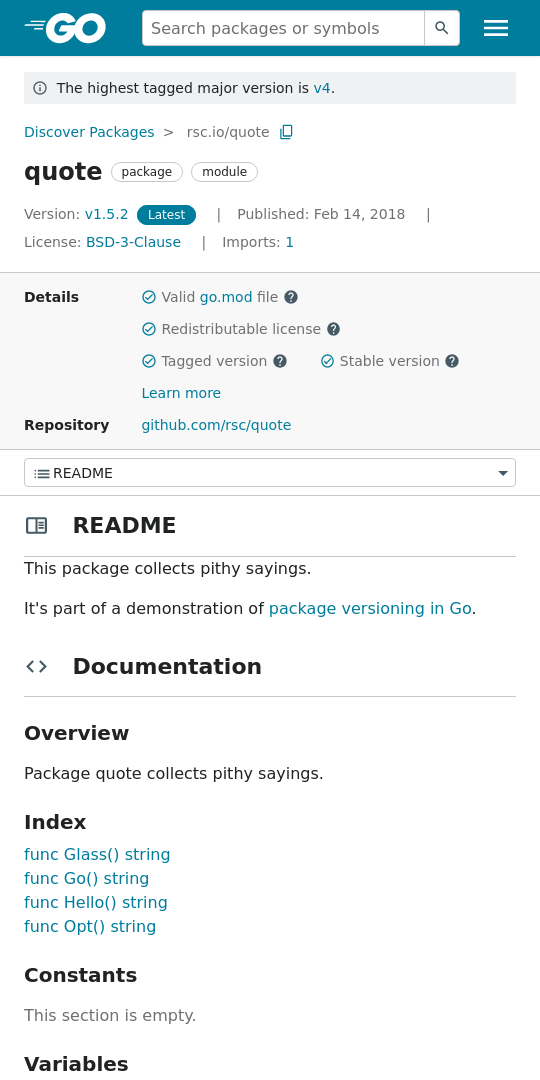 GO
Search packages or symbols
The highest tagged major version is v4.
Discover Packages > rsc.io/quote
quote package module
Version: v1.5.2 Latest | Published: Feb 14, 2018 |
License: BSD-3-Clause | Imports: 1
Details Valid go.mod file
Redistributable license
Tagged version Stable version
Learn more
Repository github.com/rsc/quote
README
README
This package collects pithy sayings.
It's part of a demonstration of package versioning in Go.
Documentation
Overview
Package quote collects pithy sayings.
Index
func Glass() string
func Go() string
func Hello() string
func Opt() string
Constants
This section is empty.
Variables